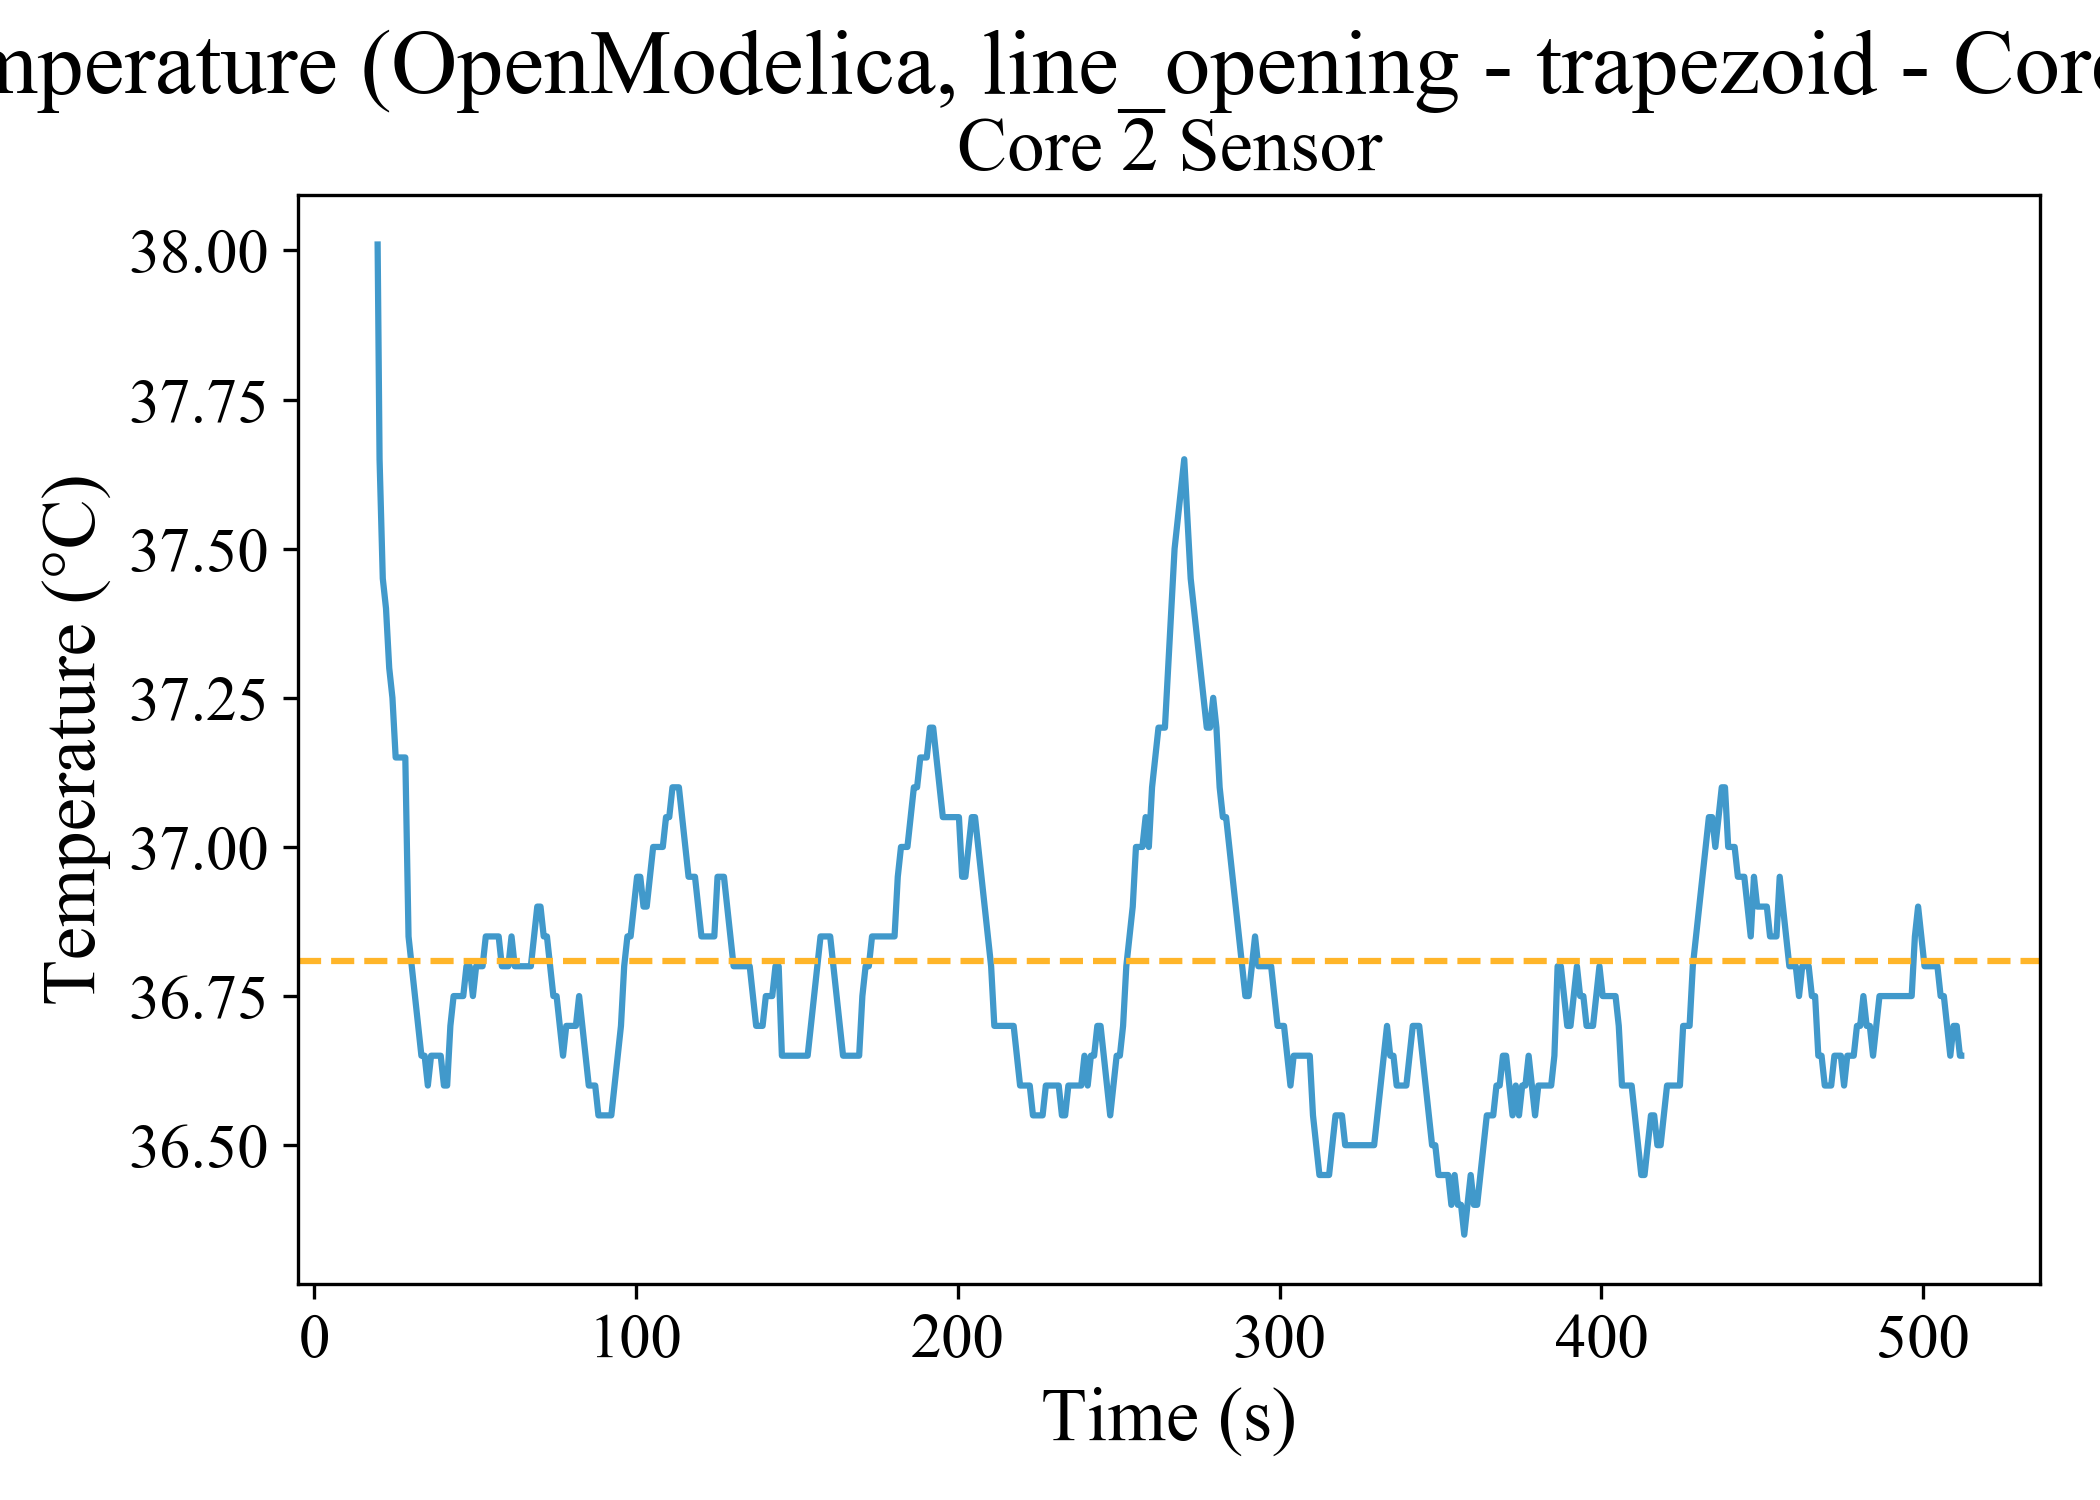 mperature (OpenModelica, line_opening - trapezoid - Core
Core 2 Sensor
38.00
37.75
37.50
37.25
37.00
36.75
36.50
Temperature (°C)
0 100 200 300 400 500
Time (s)